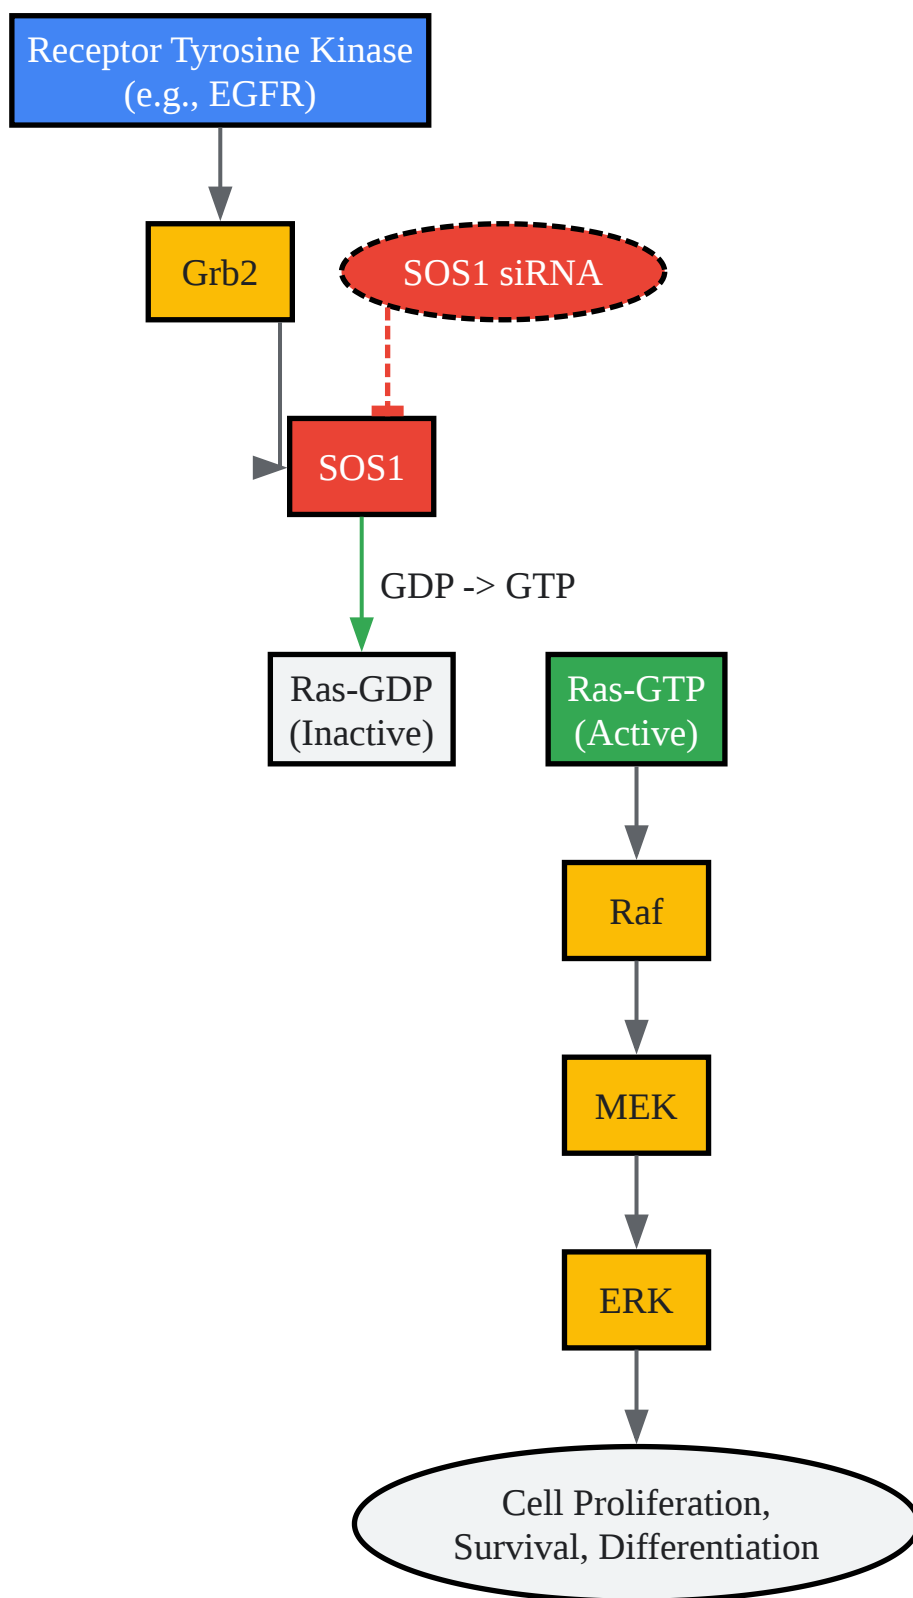 Receptor Tyrosine Kinase
(e.g., EGFR)
Grb2
SOS1 siRNA
SOS1
GDP -> GTP
Ras-GDP
(Inactive)
Ras-GTP
(Active)
Raf
MEK
ERK
Cell Proliferation,
Survival, Differentiation